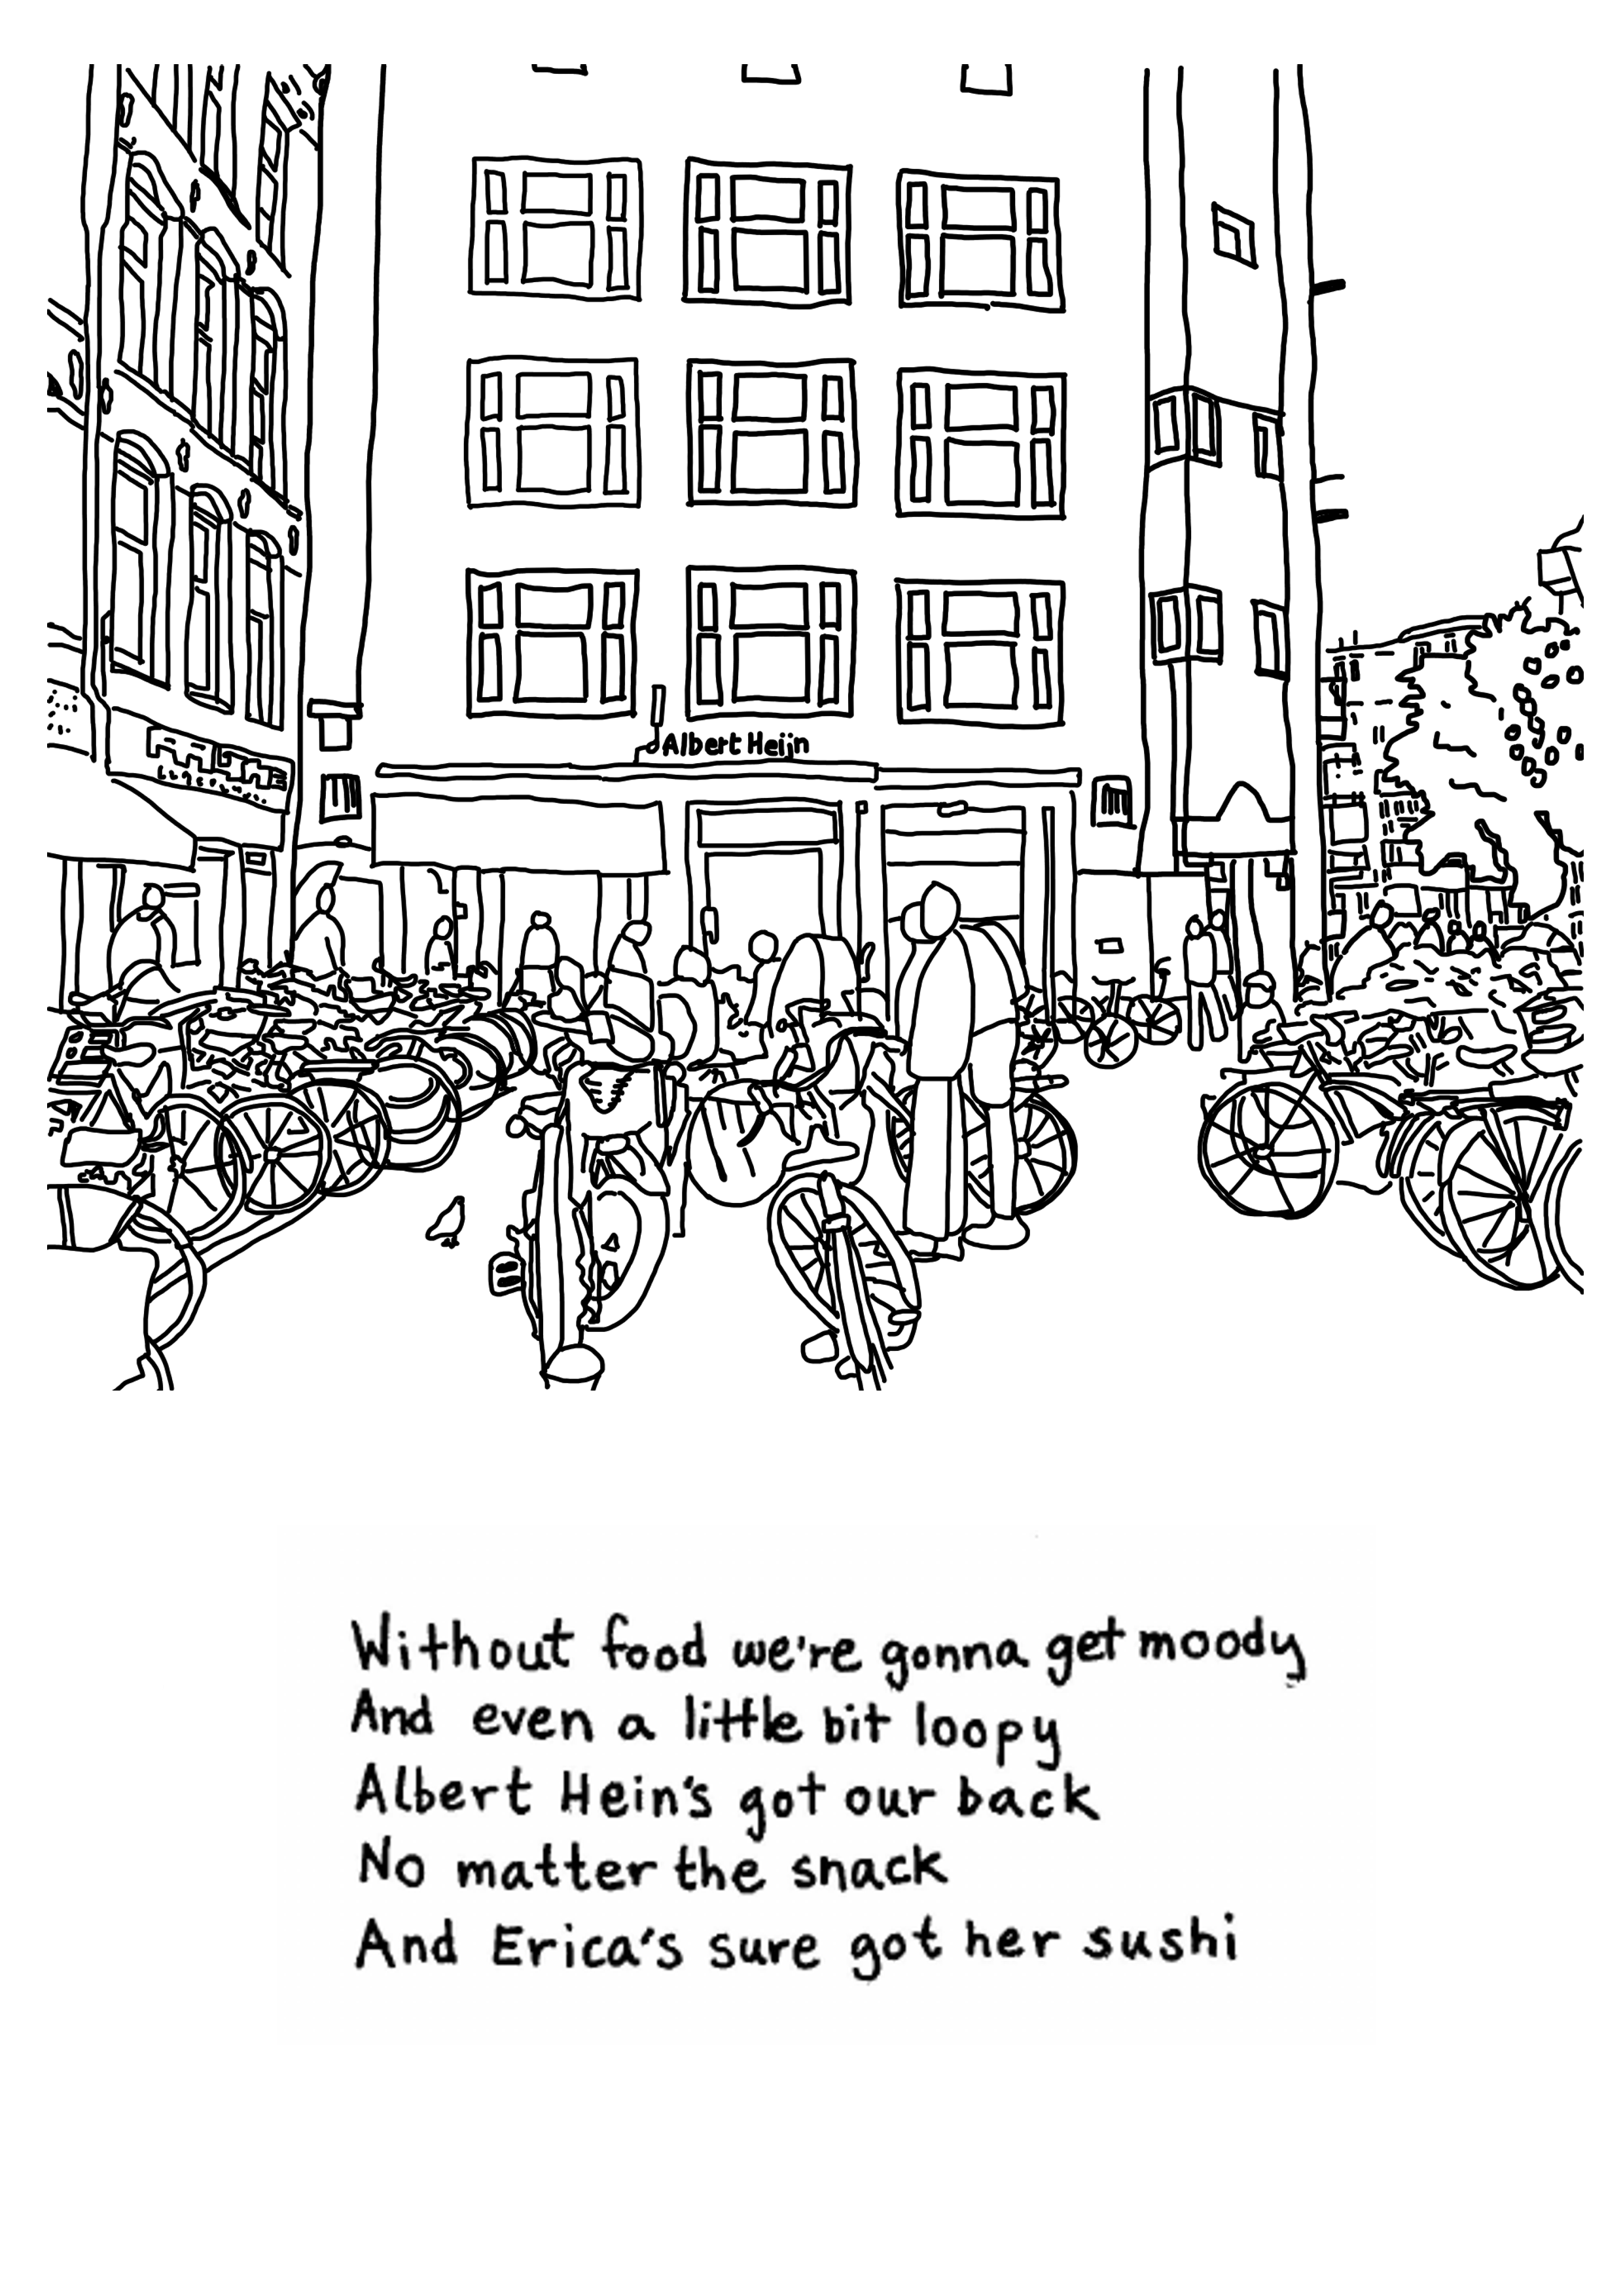 Albert Heijn
Without food we're gonna get moody
And even a little bit loopy
Albert Hein's got our back
No matter the snack
And Erica's sure got her sushi